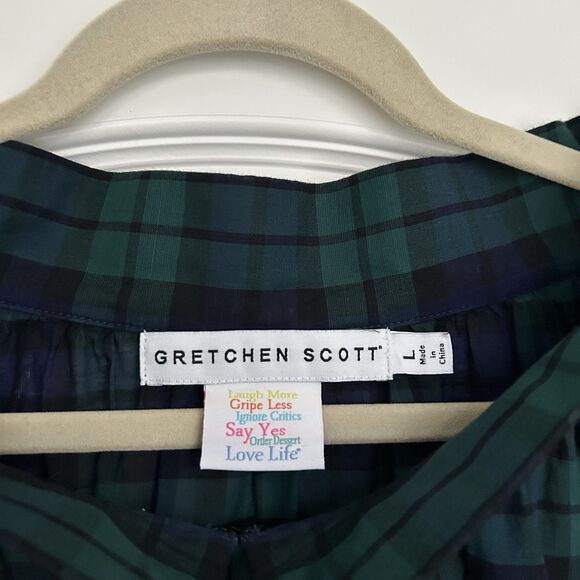 GRETCHEN SCOTT®
L
Made
in
China
Laugh More
Gripe Less
Ignore Critics
Say Yes
Order Dessert
Love Life®